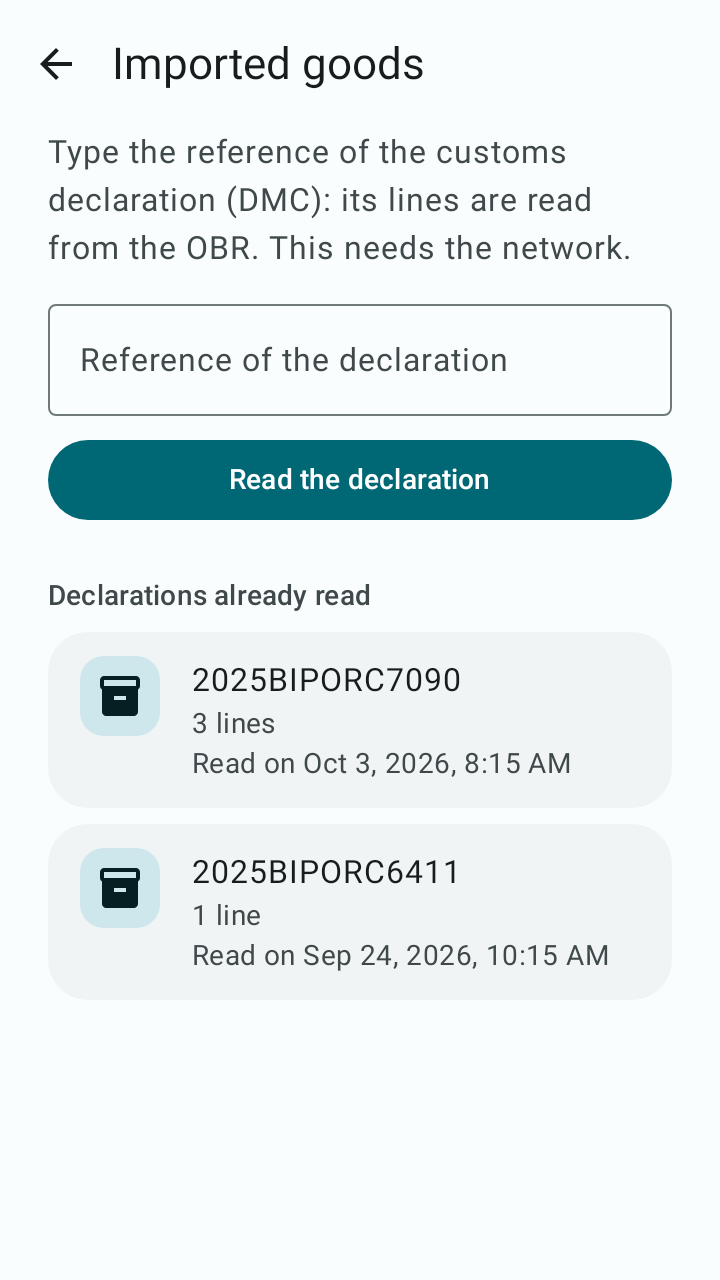 Imported goods
Type the reference of the customs
declaration (DMC): its lines are read
from the OBR. This needs the network.
Reference of the declaration
Read the declaration
Declarations already read
2025BIPORC7090
3 lines
Read on Oct 3, 2026, 8:15 AM
2025BIPORC6411
1 line
Read on Sep 24, 2026, 10:15 AM